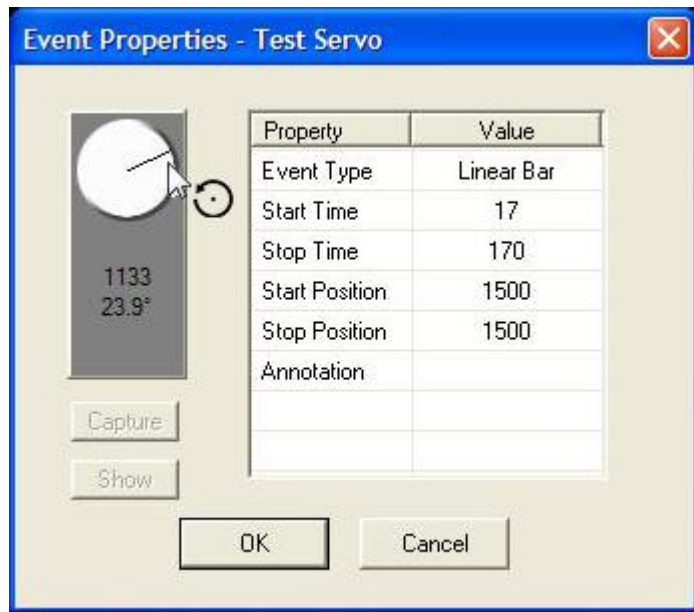 Event Properties - Test Servo
1133
23.9°
Capture
Show
Property Value
Event Type Linear Bar
Start Time 17
Stop Time 170
Start Position 1500
Stop Position 1500
Annotation
OK Cancel